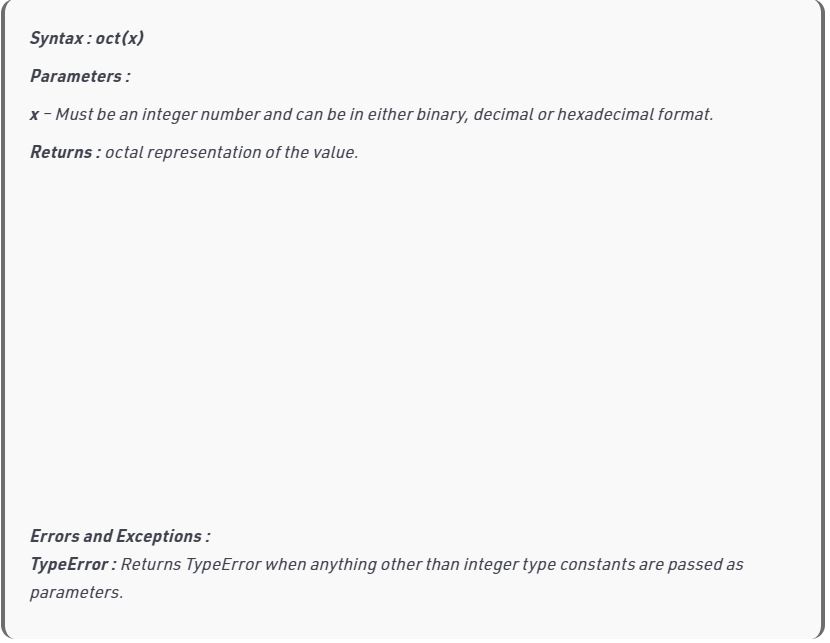 Syntax : oct(x)
Parameters :
x – Must be an integer number and can be in either binary, decimal or hexadecimal format.
Returns : octal representation of the value.
Errors and Exceptions :
TypeError : Returns TypeError when anything other than integer type constants are passed as
parameters.